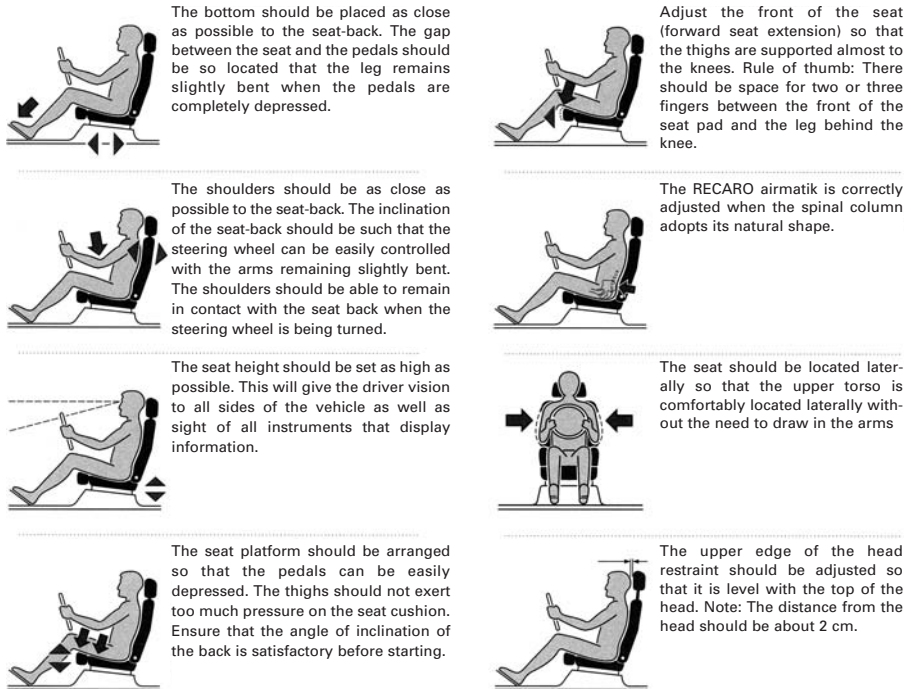 The bottom should be placed as close
as possible to the seat-back. The gap
between the seat and the pedals should
be so located that the leg remains
slightly bent when the pedals are
completely depressed.
The shoulders should be as close as
possible to the seat-back. The inclination
of the seat-back should be such that the
steering wheel can be easily controlled
with the arms remaining slightly bent.
The shoulders should be able to remain
in contact with the seat back when the
steering wheel is being turned.
The seat height should be set as high as
possible. This will give the driver vision
to all sides of the vehicle as well as
sight of all instruments that display
information.
The seat platform should be arranged
so that the pedals can be easily
depressed. The thighs should not exert
too much pressure on the seat cushion.
Ensure that the angle of inclination of
the back is satisfactory before starting.
Adjust the front of the seat
(forward seat extension) so that
the thighs are supported almost to
the knees. Rule of thumb: There
should be space for two or three
fingers between the front of the
seat pad and the leg behind the
knee.
The RECARO airmatik is correctly
adjusted when the spinal column
adopts its natural shape.
The seat should be located later-
ally so that the upper torso is
comfortably located laterally with-
out the need to draw in the arms
The upper edge of the head
restraint should be adjusted so
that it is level with the top of the
head. Note: The distance from the
head should be about 2 cm.